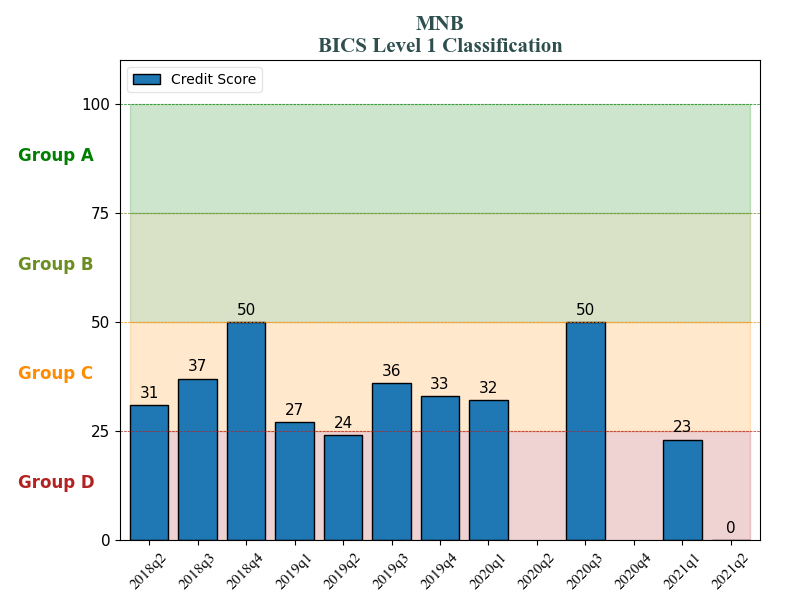 MNB
BICS Level 1 Classification
Credit Score
100
Group A
75
Group B
50
Group C
25
Group D
0
31
37
50
27
24
36
33
32
50
23
0
2018q2
2018q3
2018q4
2019q1
2019q2
2019q3
2019q4
2020q1
2020q2
2020q3
2020q4
2021q1
2021q2